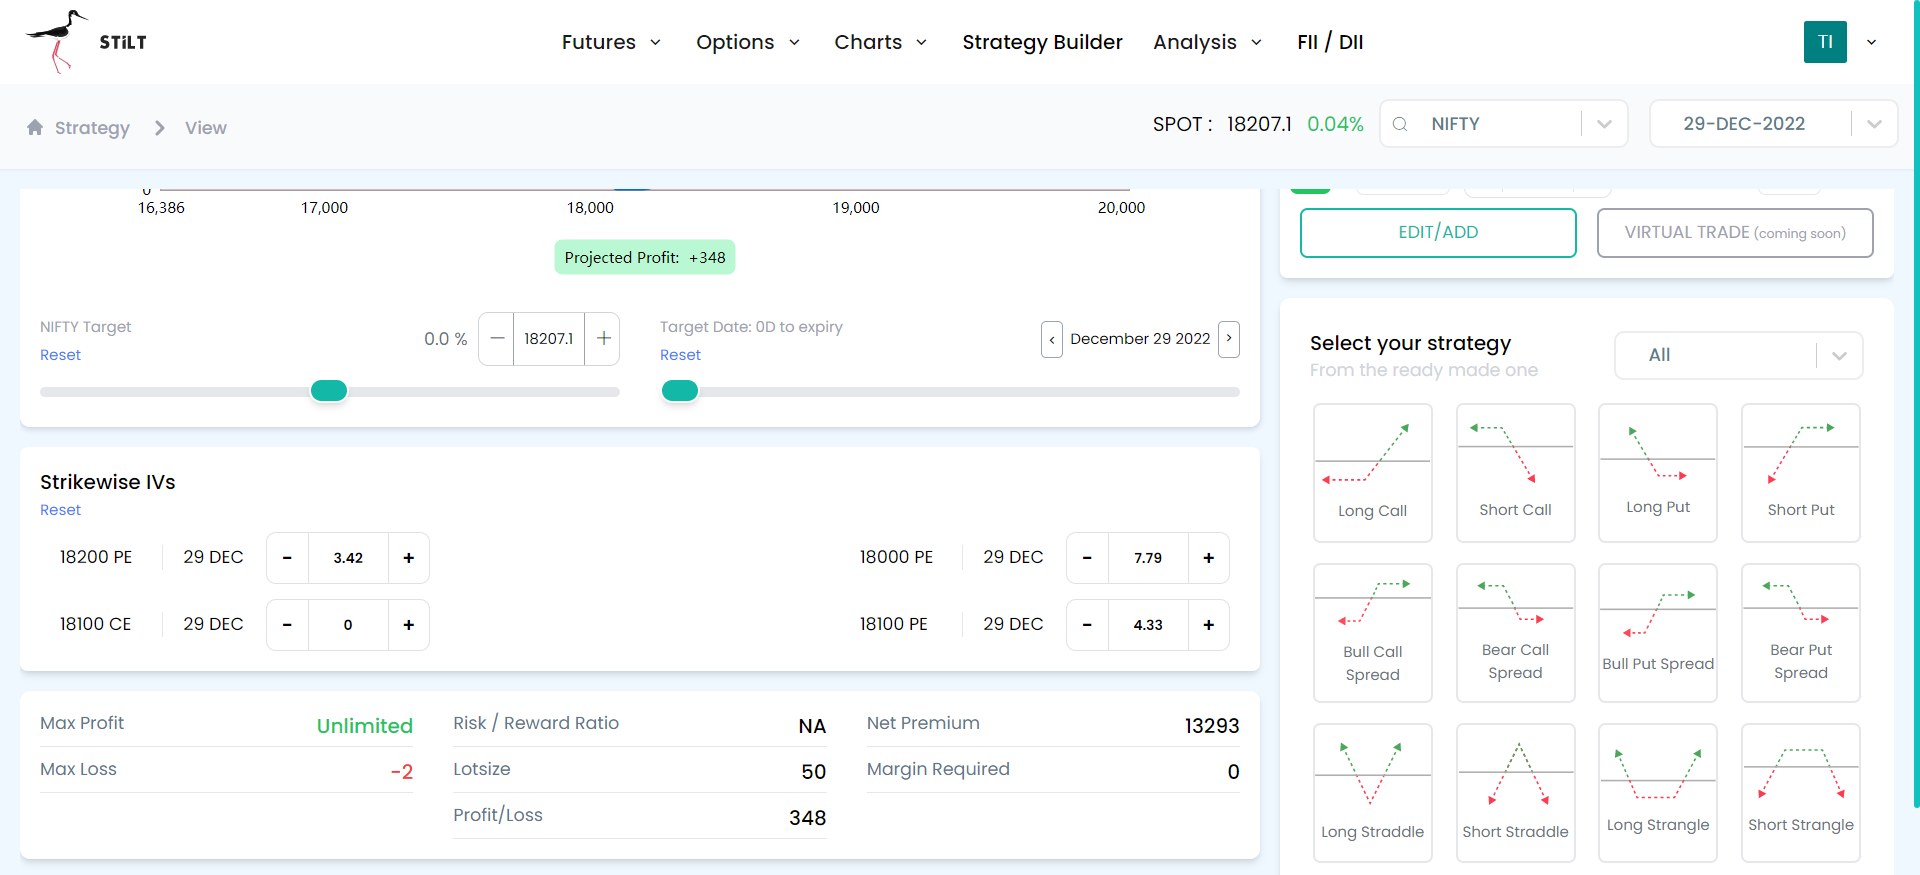 STiLT
Futures Options Charts Strategy Builder Analysis FII / DII
TI
Strategy View
SPOT : 18207.1 0.04% NIFTY 29-DEC-2022
0
16,386 17,000 18,000 19,000 20,000
Projected Profit: +348
NIFTY Target
Reset
0.0 % 18207.1
Target Date: 0D to expiry
Reset
December 29 2022
Strikewise IVs
Reset
18200 PE 29 DEC - 3.42 +
18000 PE 29 DEC - 7.79 +
18100 CE 29 DEC - 0 +
18100 PE 29 DEC - 4.33 +
Max Profit Unlimited
Max Loss -2
Risk / Reward Ratio NA
Lotsize 50
Profit/Loss 348
Net Premium 13293
Margin Required 0
EDIT/ADD
VIRTUAL TRADE (coming soon)
Select your strategy
From the ready made one
All
Long Call
Short Call
Long Put
Short Put
Bull Call
Spread
Bear Call
Spread
Bull Put Spread
Bear Put
Spread
Long Straddle
Short Straddle
Long Strangle
Short Strangle